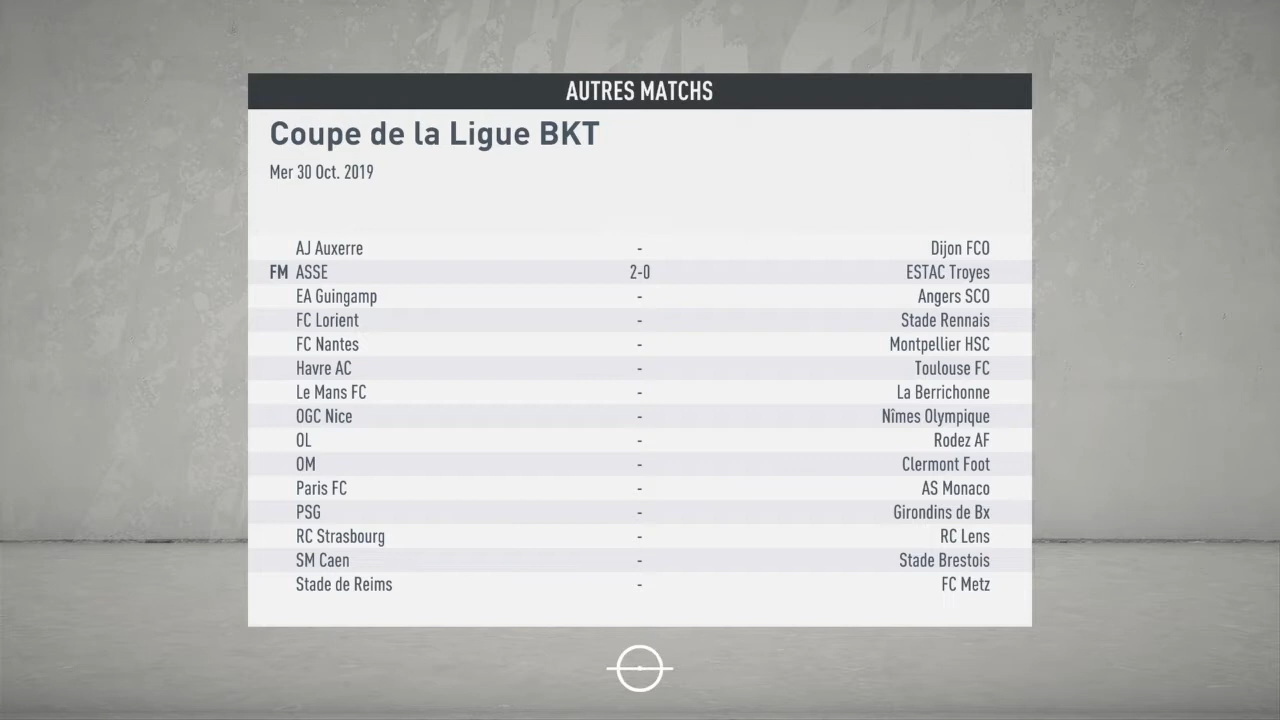 AUTRES MATCHS
Coupe de la Ligue BKT
Mer 30 Oct. 2019
AJ Auxerre - Dijon FCO
FM ASSE 2-0 ESTAC Troyes
EA Guingamp - Angers SCO
FC Lorient - Stade Rennais
FC Nantes - Montpellier HSC
Havre AC - Toulouse FC
Le Mans FC - La Berrichonne
OGC Nice - Nîmes Olympique
OL - Rodez AF
OM - Clermont Foot
Paris FC - AS Monaco
PSG - Girondins de Bx
RC Strasbourg - RC Lens
SM Caen - Stade Brestois
Stade de Reims - FC Metz